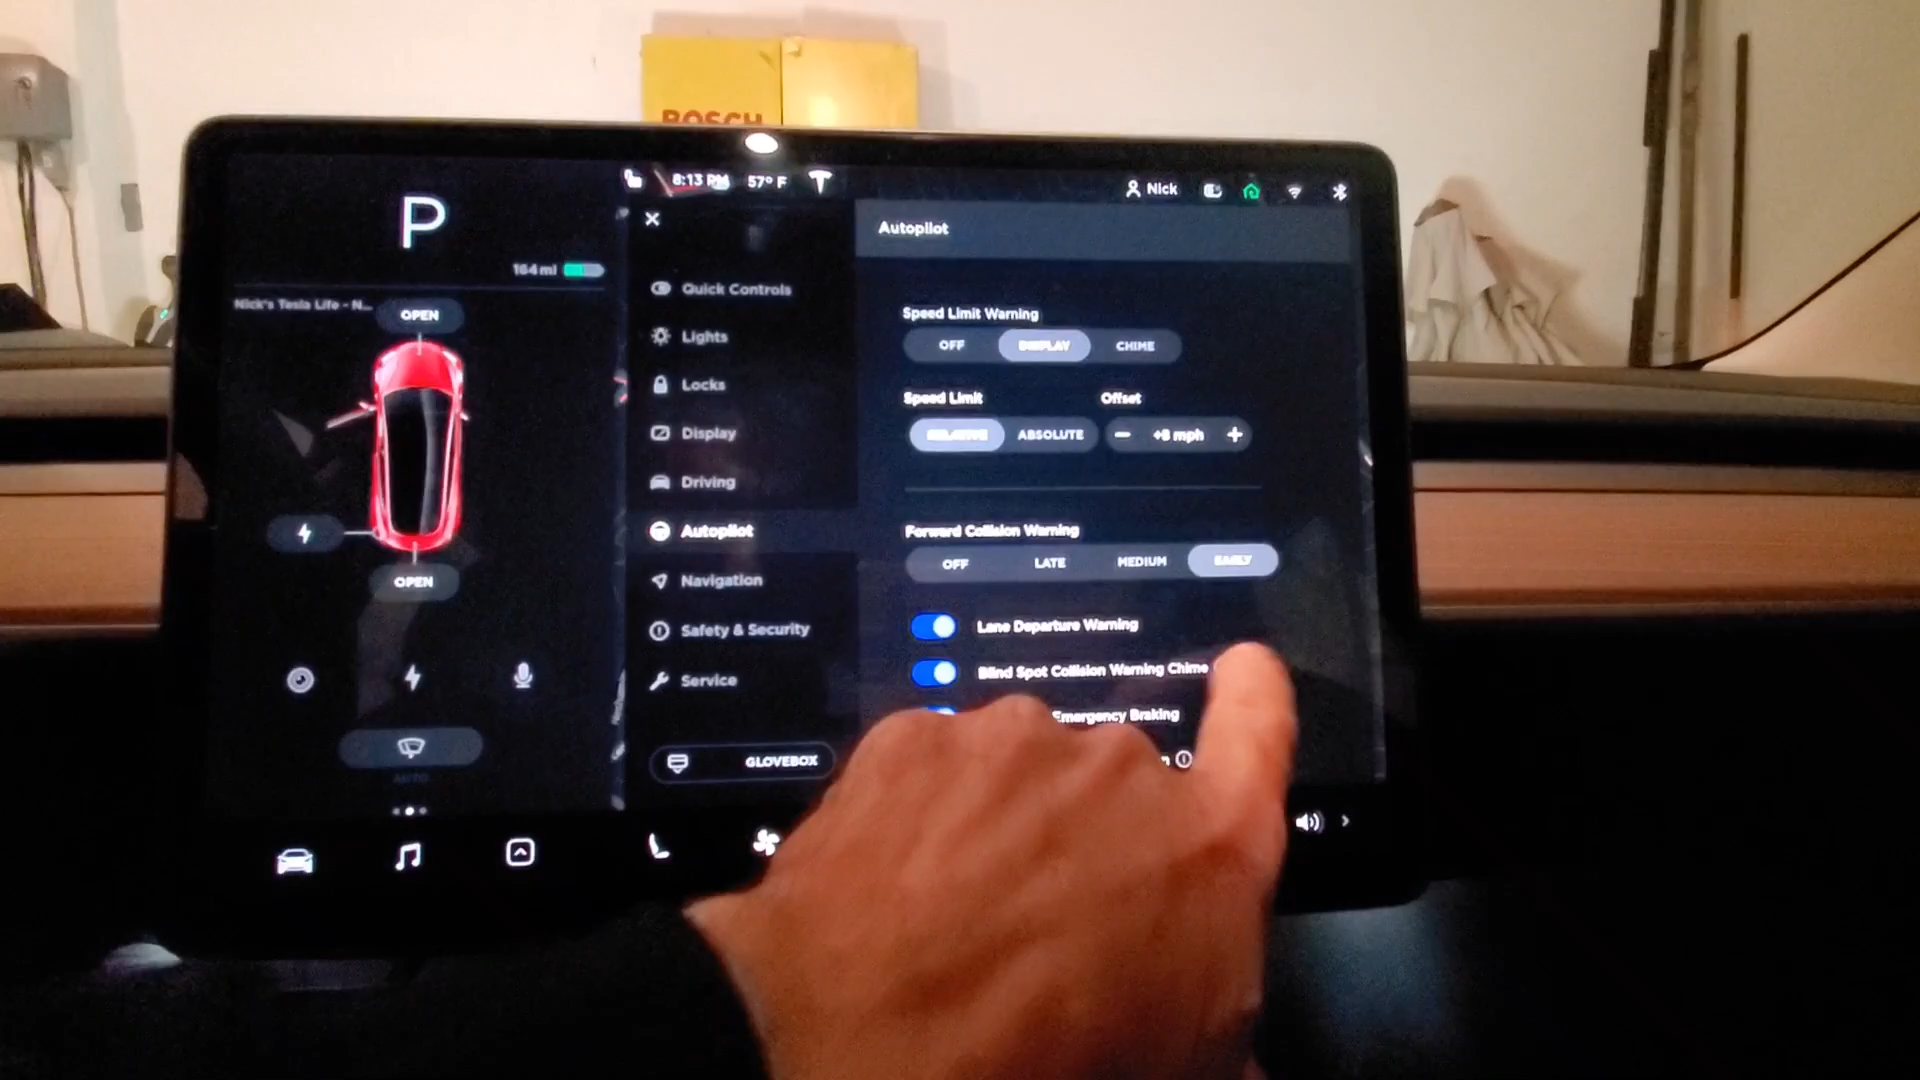 BOSCH
P
8:13 PM 57° F
Nick
164 mi
Nick's Tesla Life - N...
OPEN
OPEN
AUTO
Quick Controls
Lights
Locks
Display
Driving
Autopilot
Navigation
Safety & Security
Service
GLOVEBOX
Autopilot
Speed Limit Warning
OFF DISPLAY CHIME
Speed Limit Offset
RELATIVE ABSOLUTE - +8 mph +
Forward Collision Warning
OFF LATE MEDIUM EARLY
Lane Departure Warning
Blind Spot Collision Warning Chime
Emergency Braking